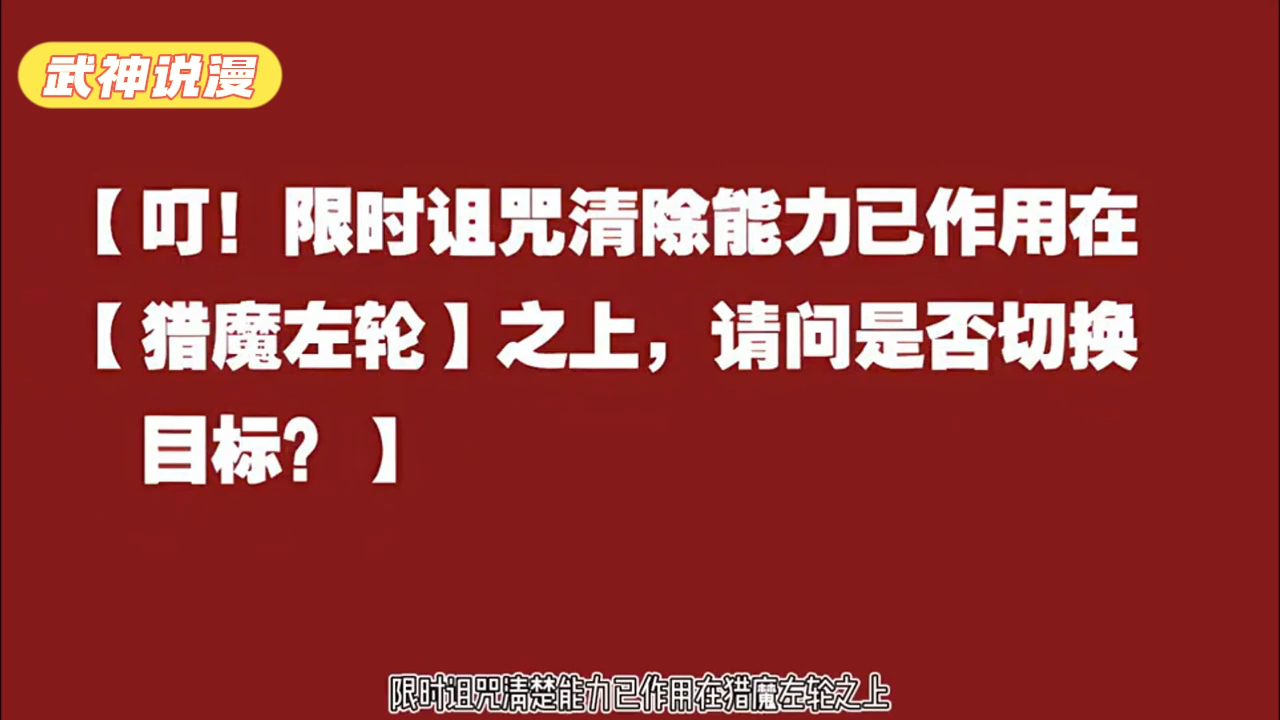 武神说漫
【叮！限时诅咒清除能力已作用在
【猎魔左轮】之上，请问是否切换
目标？】
限时诅咒清楚能力已作用在猎魔左轮之上